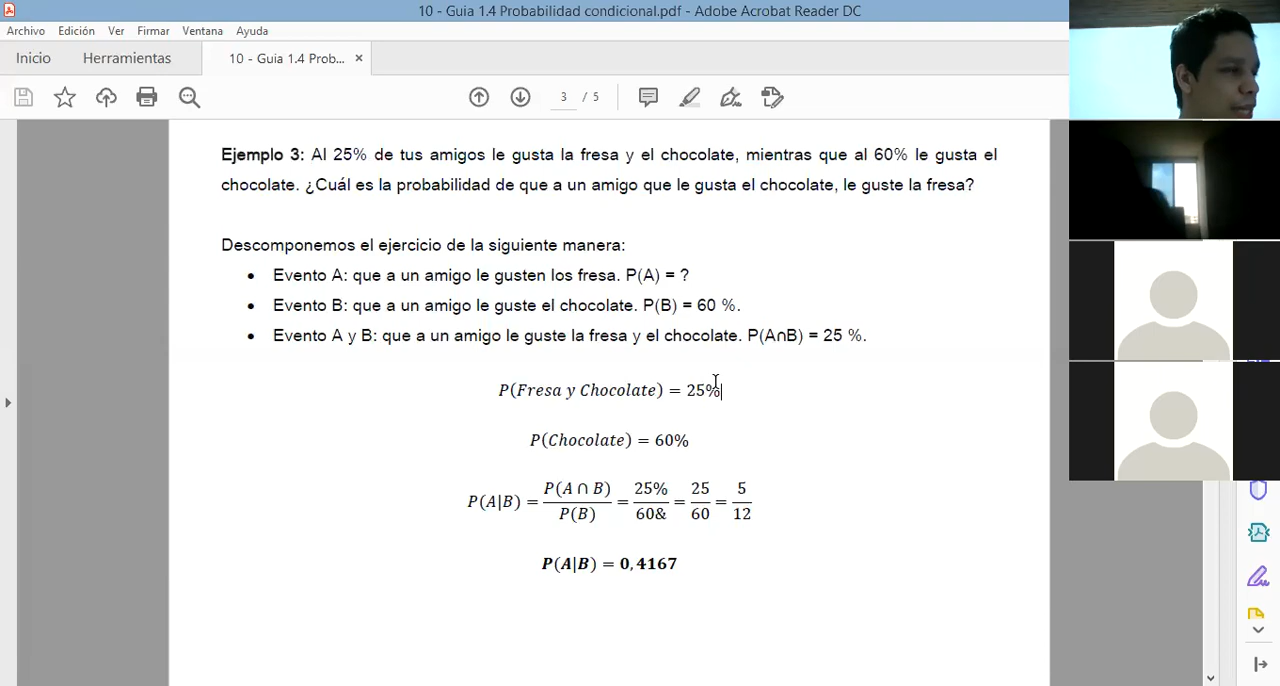 10 - Guia 1.4 Probabilidad condicional.pdf - Adobe Acrobat Reader DC
Archivo Edición Ver Firmar Ventana Ayuda
Inicio Herramientas 10 - Guia 1.4 Prob... ×
3 / 5
Ejemplo 3: Al 25% de tus amigos le gusta la fresa y el chocolate, mientras que al 60% le gusta el
chocolate. ¿Cuál es la probabilidad de que a un amigo que le gusta el chocolate, le guste la fresa?
Descomponemos el ejercicio de la siguiente manera:
• Evento A: que a un amigo le gusten los fresa. P(A) = ?
• Evento B: que a un amigo le guste el chocolate. P(B) = 60 %.
• Evento A y B: que a un amigo le guste la fresa y el chocolate. P(A∩B) = 25 %.
P(Fresa y Chocolate) = 25%
P(Chocolate) = 60%
P(A|B) = P(A ∩ B) / P(B) = 25% / 60& = 25 / 60 = 5 / 12
P(A|B) = 0,4167